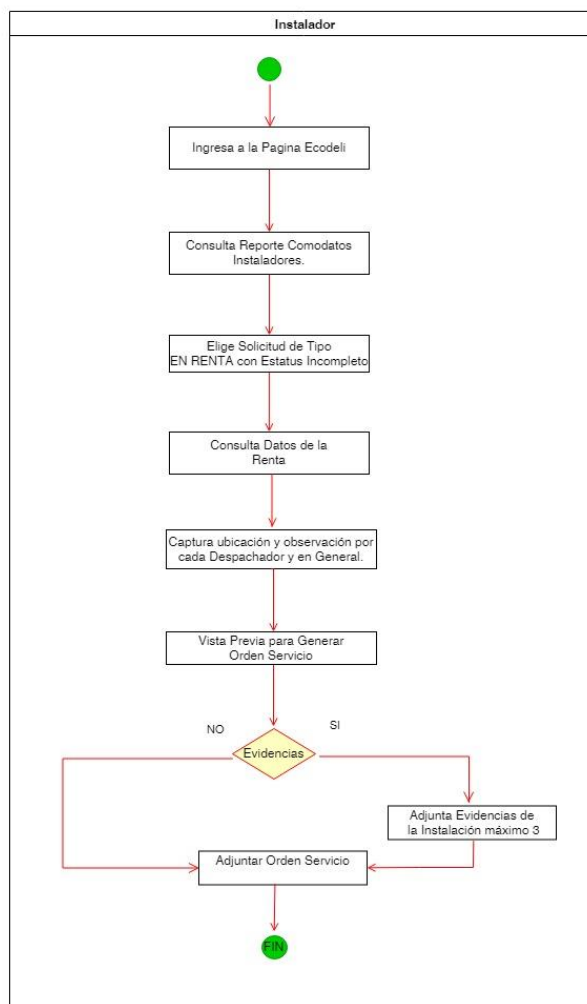 Instalador
Ingresa a la Pagina Ecodeli
Consulta Reporte Comodatos
Instaladores.
Elige Solicitud de Tipo
EN RENTA con Estatus Incompleto
Consulta Datos de la
Renta
Captura ubicación y observación por
cada Despachador y en General.
Vista Previa para Generar
Orden Servicio
NO
SI
Evidencias
Adjunta Evidencias de
la Instalación máximo 3
Adjuntar Orden Servicio
FIN